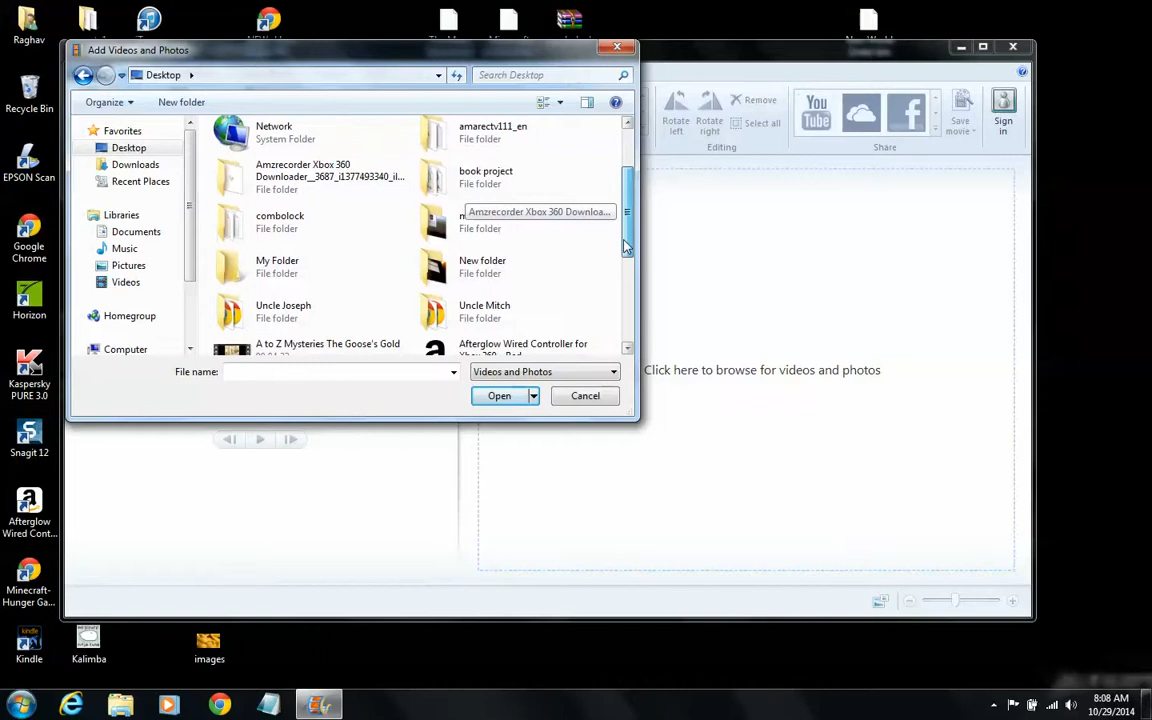 Raghav
Recycle Bin
EPSON Scan
Google
Chrome
Horizon
Kaspersky
PURE 3.0
Snagit 12
Afterglow
Wired Cont...
Minecraft-
Hunger Ga...
Kindle
Kalimba
images
Add Videos and Photos
Desktop
Search Desktop
Organize
New folder
Favorites
Desktop
Downloads
Recent Places
Libraries
Documents
Music
Pictures
Videos
Homegroup
Computer
Network
System Folder
amarectv111_en
File folder
Amzrecorder Xbox 360
Downloader__3687_i1377493340_il...
File folder
book project
File folder
combolock
File folder
Amzrecorder Xbox 360 Downloa...
File folder
My Folder
File folder
New folder
File folder
Uncle Joseph
File folder
Uncle Mitch
File folder
A to Z Mysteries The Goose's Gold
Afterglow Wired Controller for
File name:
Videos and Photos
Open
Cancel
Rotate
left
Rotate
right
Remove
Select all
Editing
You
Tube
Share
Save
movie
Sign
in
Click here to browse for videos and photos
8:08 AM
10/29/2014